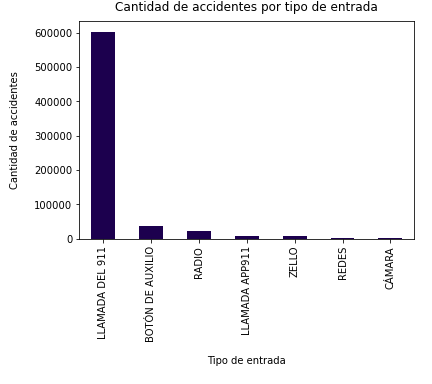 Cantidad de accidentes por tipo de entrada
Cantidad de accidentes
600000
500000
400000
300000
200000
100000
0
LLAMADA DEL 911
BOTÓN DE AUXILIO
RADIO
LLAMADA APP911
ZELLO
REDES
CÁMARA
Tipo de entrada